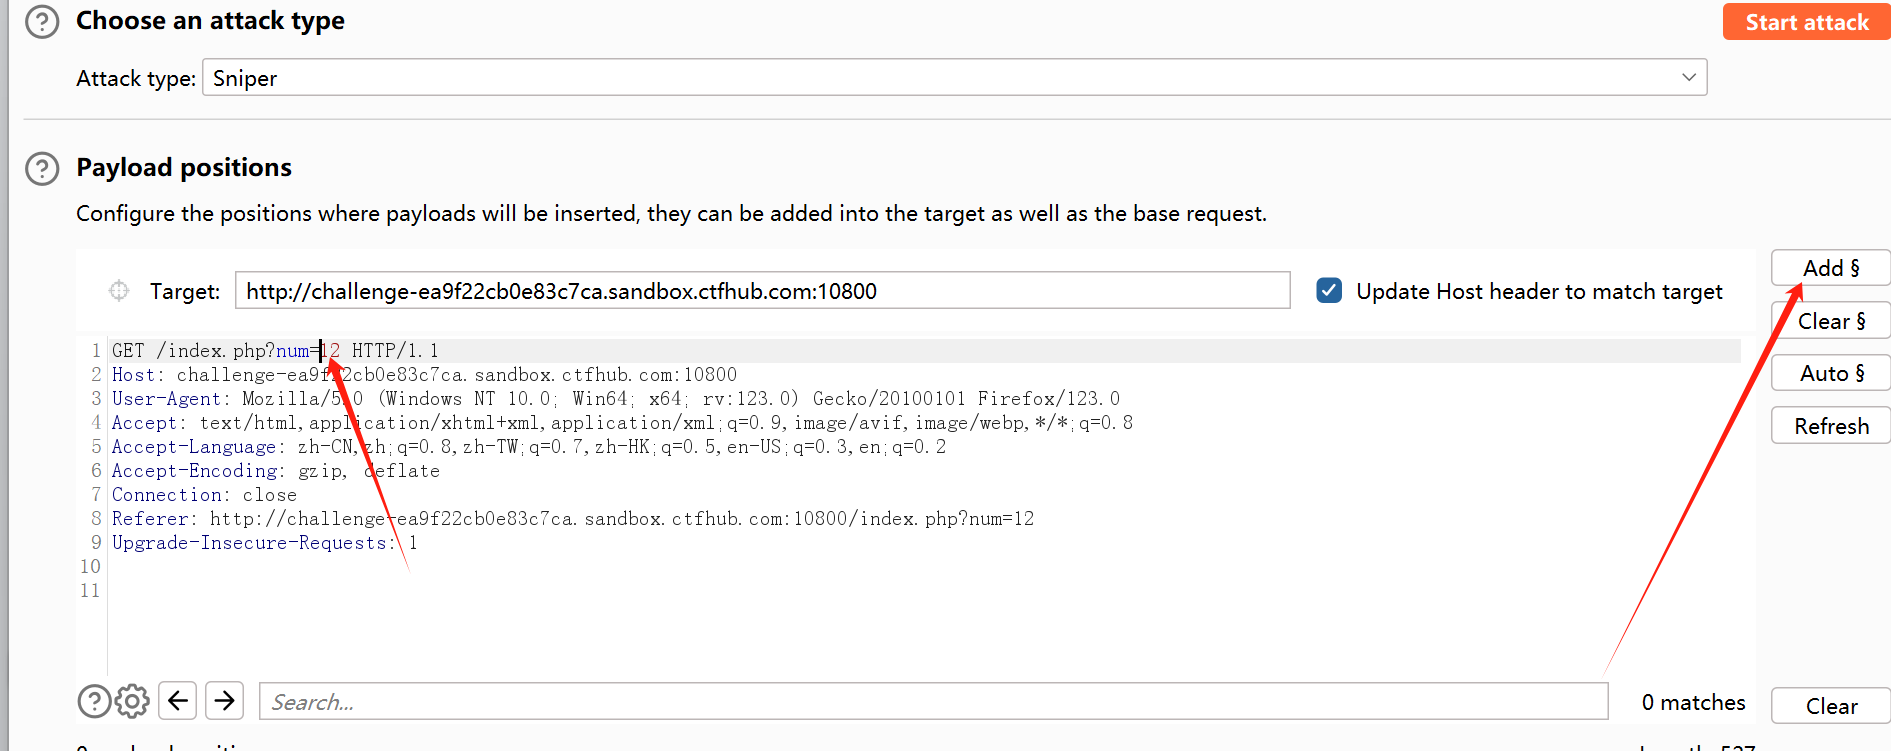 Choose an attack type
Start attack
Attack type: Sniper
Payload positions
Configure the positions where payloads will be inserted, they can be added into the target as well as the base request.
Add §
Target: http://challenge-ea9f22cb0e83c7ca.sandbox.ctfhub.com:10800
Update Host header to match target
Clear §
1 GET /index.php?num=12 HTTP/1.1
2 Host: challenge-ea9f22cb0e83c7ca.sandbox.ctfhub.com:10800
Auto §
3 User-Agent: Mozilla/5.0 (Windows NT 10.0; Win64; x64; rv:123.0) Gecko/20100101 Firefox/123.0
4 Accept: text/html,application/xhtml+xml,application/xml;q=0.9,image/avif,image/webp,*/*;q=0.8
Refresh
5 Accept-Language: zh-CN,zh;q=0.8,zh-TW;q=0.7,zh-HK;q=0.5,en-US;q=0.3,en;q=0.2
6 Accept-Encoding: gzip, deflate
7 Connection: close
8 Referer: http://challenge-ea9f22cb0e83c7ca.sandbox.ctfhub.com:10800/index.php?num=12
9 Upgrade-Insecure-Requests: 1
10
11
Search...
0 matches
Clear